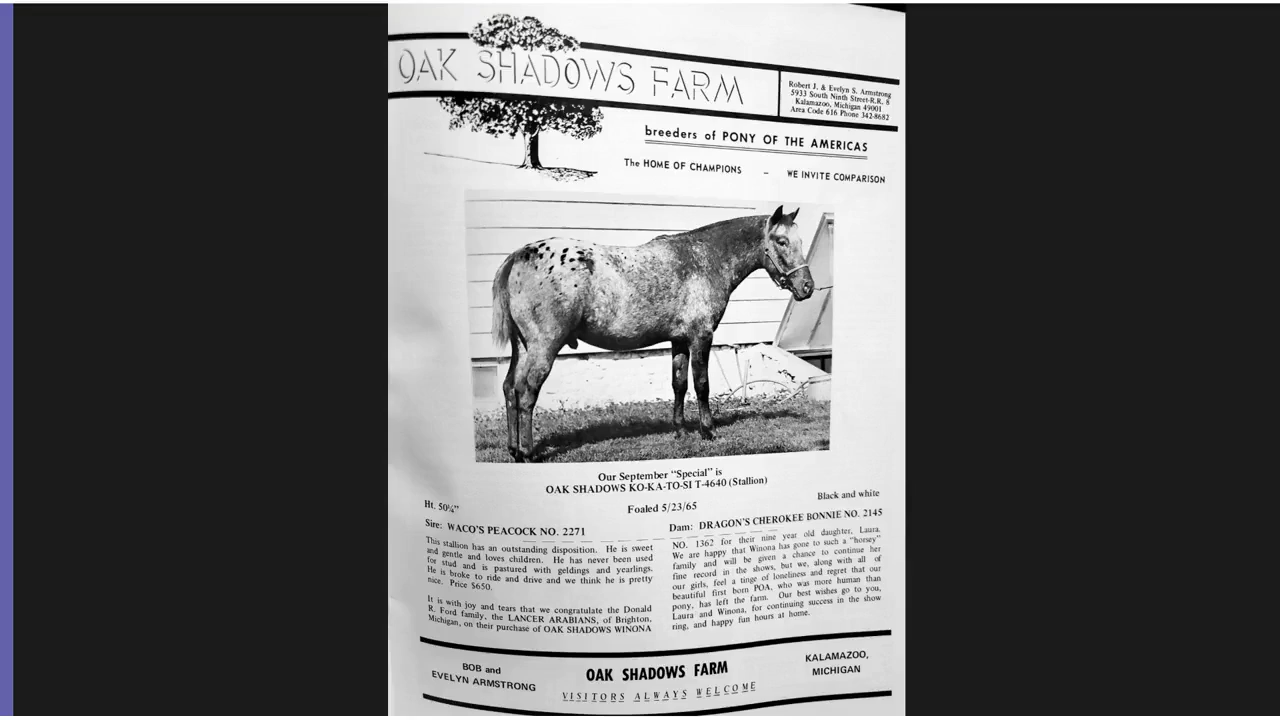 OAK SHADOWS FARM
Robert J. & Evelyn S. Armstrong
5933 South Ninth Street-R.R. 8
Kalamazoo, Michigan 49001
Area Code 616 Phone 342-8682
breeders of PONY OF THE AMERICAS
The HOME OF CHAMPIONS – WE INVITE COMPARISON
Our September "Special" is
OAK SHADOWS KO-KA-TO-SI T-4640 (Stallion)
Ht. 50¼" Foaled 5/23/65 Black and white
Sire: WACO'S PEACOCK NO. 2271 Dam: DRAGON'S CHEROKEE BONNIE NO. 2145
This stallion has an outstanding disposition. He is sweet
and gentle and loves children. He has never been used
for stud and is pastured with geldings and yearlings.
He is broke to ride and drive and we think he is pretty
nice. Price $650.
It is with joy and tears that we congratulate the Donald
R. Ford family, the LANCER ARABIANS, of Brighton,
Michigan, on their purchase of OAK SHADOWS WINONA
NO. 1362 for their nine year old daughter, Laura.
We are happy that Winona has gone to such a "horsey"
family and will be given a chance to continue her
fine record in the shows, but we, along with all of
our girls, feel a tinge of loneliness and regret that our
beautiful first born POA, who was more human than
pony, has left the farm. Our best wishes go to you,
Laura and Winona, for continuing success in the show
ring, and happy fun hours at home.
BOB and
EVELYN ARMSTRONG
OAK SHADOWS FARM
VISITORS ALWAYS WELCOME
KALAMAZOO,
MICHIGAN